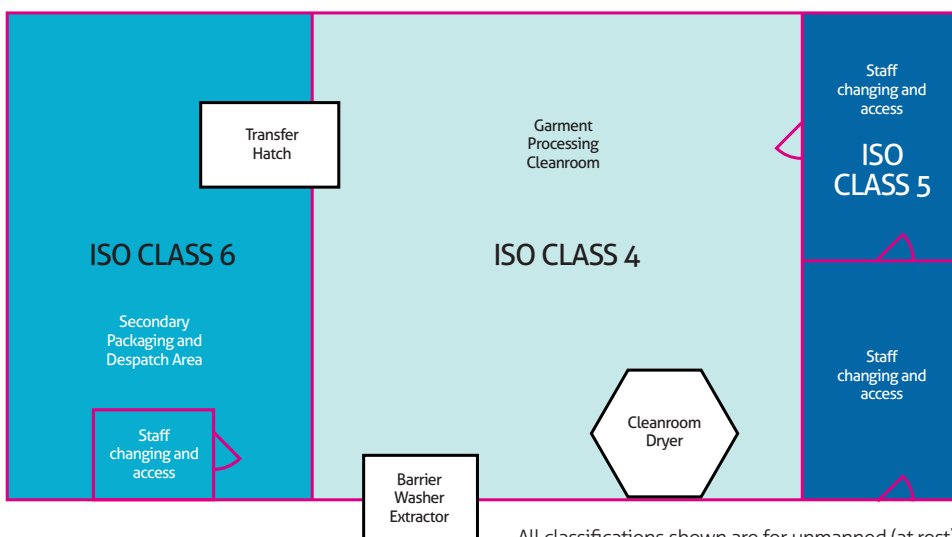 Transfer
Hatch
ISO CLASS 6
Secondary
Packaging and
Despatch Area
Staff
changing and
access
Garment
Processing
Cleanroom
ISO CLASS 4
Barrier
Washer
Extractor
Cleanroom
Dryer
Staff
changing and
access
ISO
CLASS 5
Staff
changing and
access
All classifications shown are for unmanned (at rest)